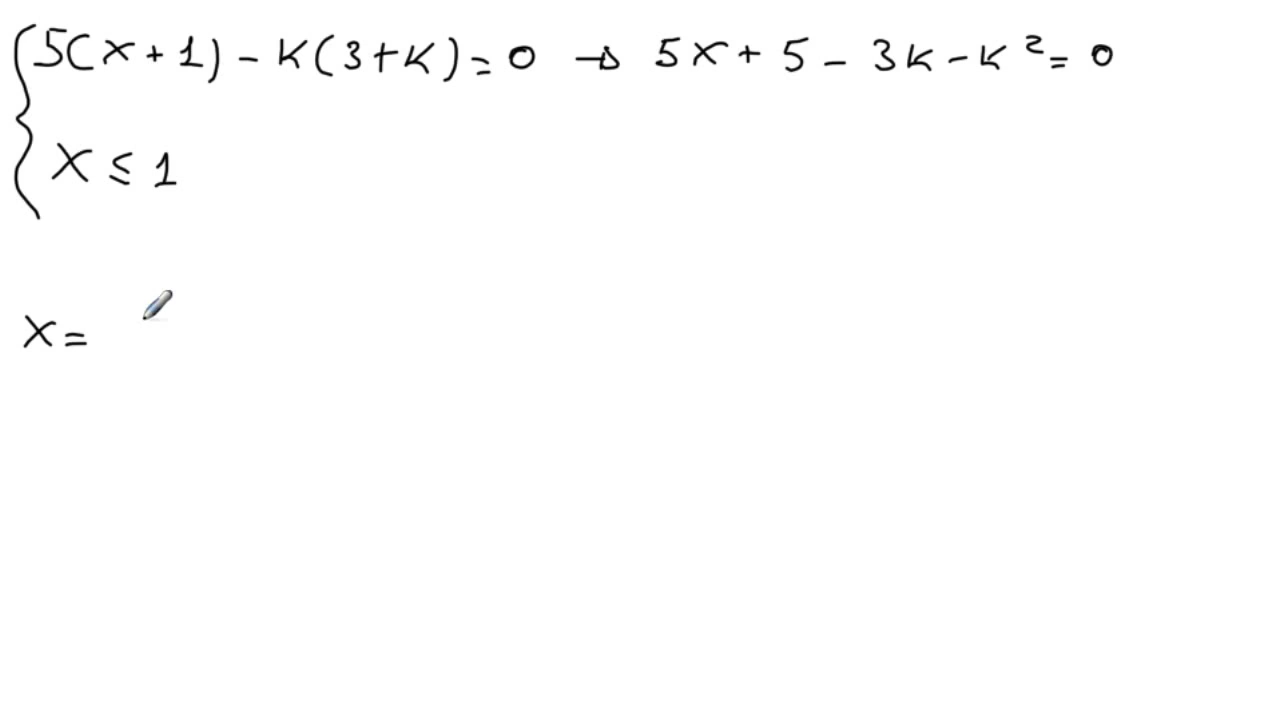 5(x+1) - K(3+K) = 0 → 5x + 5 - 3K - K² = 0
x ≤ 1
x =